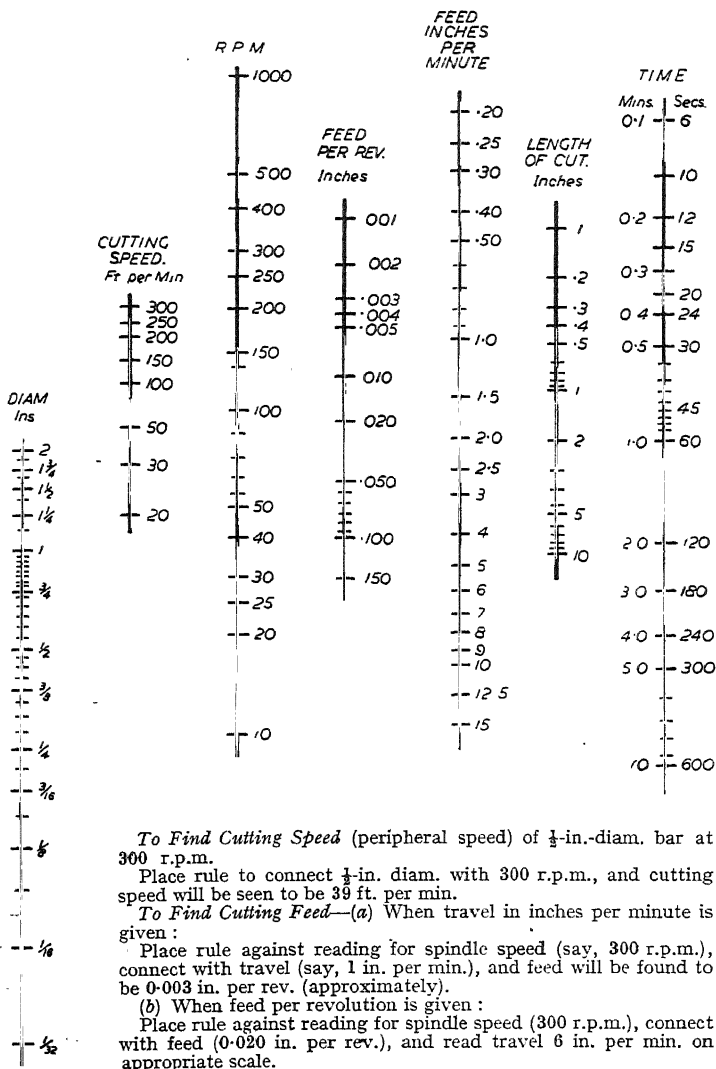 R P M
1000
500
400
300
250
200
150
100
50
40
30
25
20
10
FEED
INCHES
PER
MINUTE
.20
.25
.30
.40
.50
1.0
1.5
2.0
2.5
3
4
5
6
7
8
9
10
12 5
15
TIME
Mins. Secs.
0.1 6
10
0.2 12
15
0.3
20
0 4 24
0.5 30
45
1.0 60
2 0 120
3 0 180
4.0 240
5 0 300
10 600
FEED
PER REV.
Inches
001
002
.003
.004
.005
.010
.020
.050
.100
.150
LENGTH
OF CUT.
Inches
.1
.2
.3
.4
.5
1
2
5
10
CUTTING
SPEED.
Ft per Min
300
250
200
150
100
50
30
20
DIAM
Ins
2
1¾
1½
1¼
1
¾
½
⅜
¼
3/16
⅛
1/16
1/32
To Find Cutting Speed (peripheral speed) of ½-in.-diam. bar at
300 r.p.m.
Place rule to connect ½-in. diam. with 300 r.p.m., and cutting
speed will be seen to be 39 ft. per min.
To Find Cutting Feed—(a) When travel in inches per minute is
given :
Place rule against reading for spindle speed (say, 300 r.p.m.),
connect with travel (say, 1 in. per min.), and feed will be found to
be 0·003 in. per rev. (approximately).
(b) When feed per revolution is given :
Place rule against reading for spindle speed (300 r.p.m.), connect
with feed (0·020 in. per rev.), and read travel 6 in. per min. on
appropriate scale.